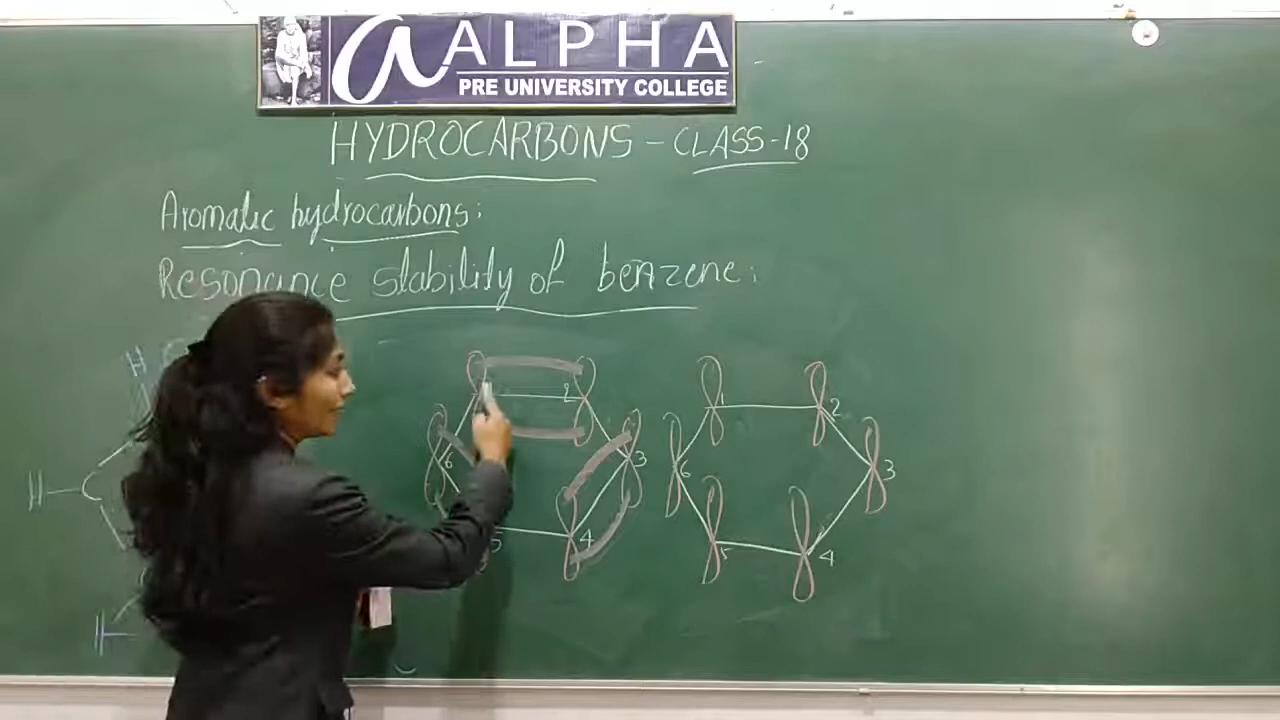 a ALPHA
PRE UNIVERSITY COLLEGE
HYDROCARBONS - CLASS-18
Aromatic hydrocarbons:
Resonance stability of benzene:
H
2
1
2
6
3
6
3
H
C
5
4
5
4
H